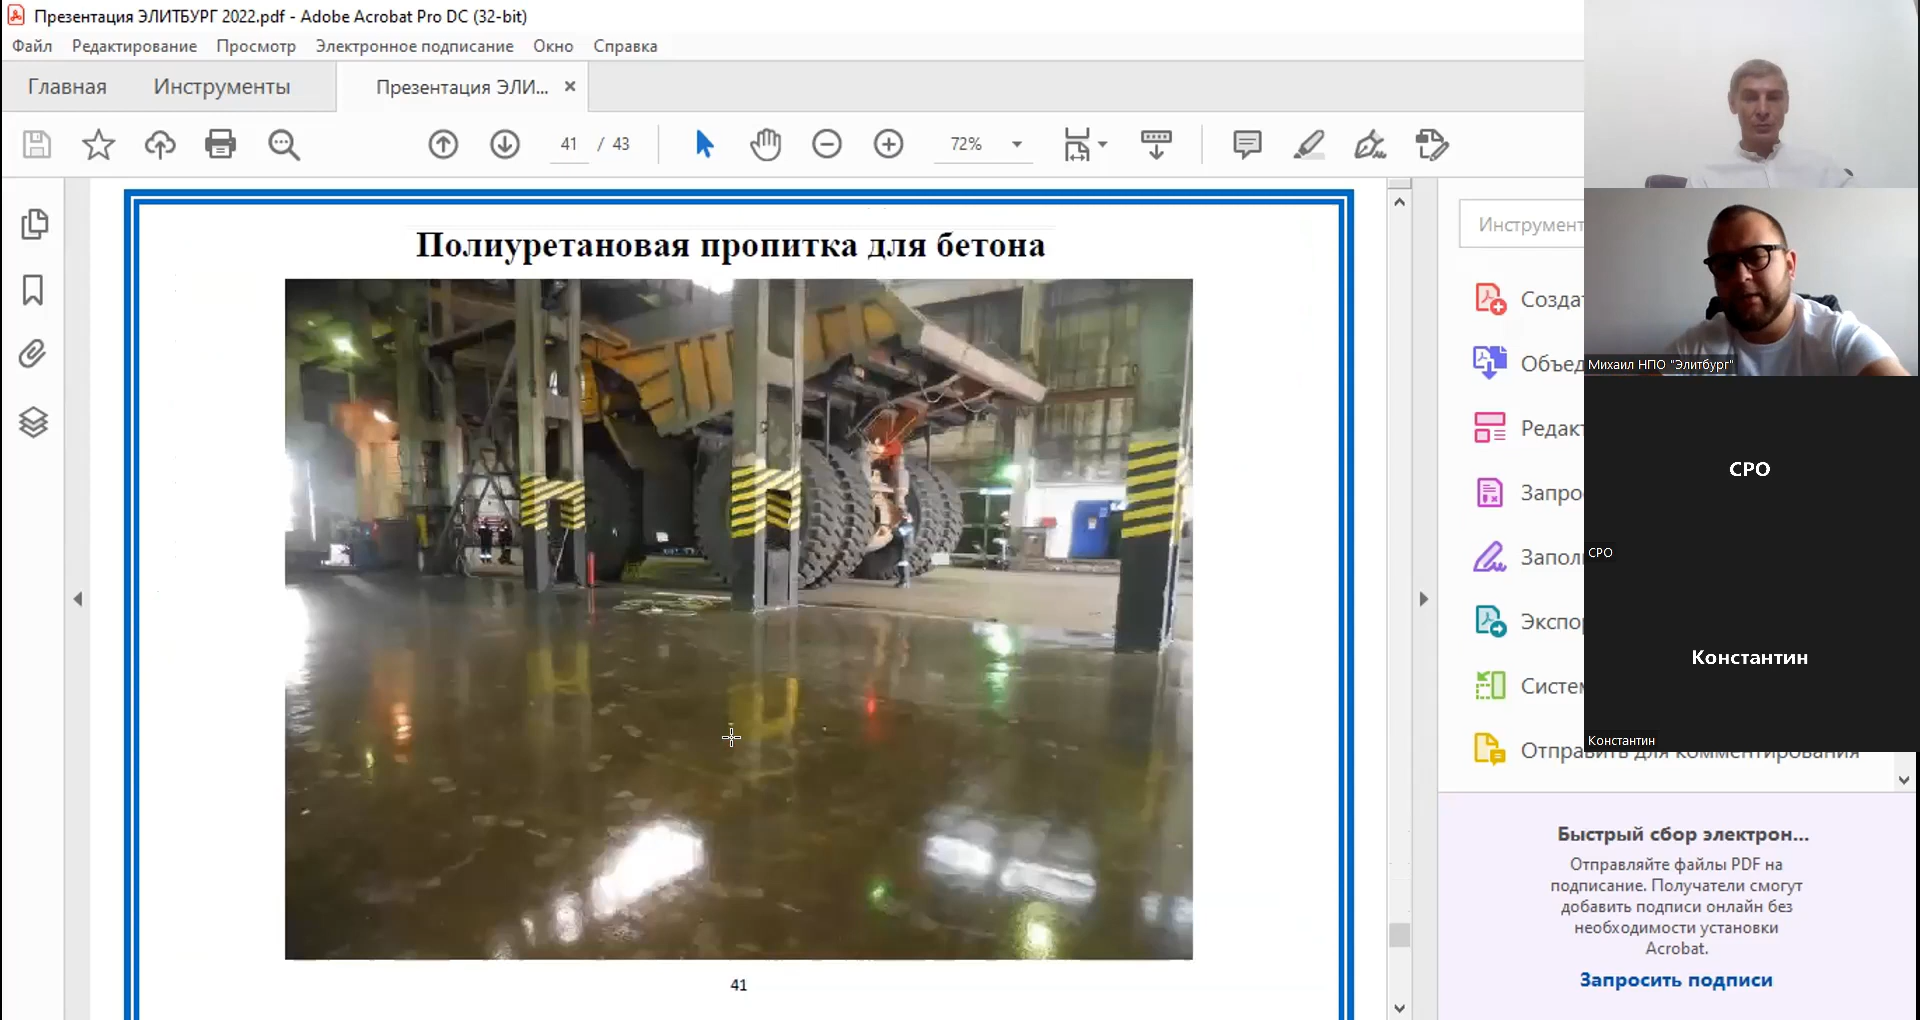 Презентация ЭЛИТБУРГ 2022.pdf - Adobe Acrobat Pro DC (32-bit)
Файл Редактирование Просмотр Электронное подписание Окно Справка
Главная Инструменты Презентация ЭЛИ... ×
41 / 43 72%
Полиуретановая пропитка для бетона
41
Инструмент
Созда
Объед
Редакт
Запро
Запол
Экспор
Систем
Отправить для комментирования
Быстрый сбор электрон...
Отправляйте файлы PDF на
подписание. Получатели смогут
добавить подписи онлайн без
необходимости установки
Acrobat.
Запросить подписи
Михаил НПО "Элитбург"
СРО
СРО
Константин
Константин